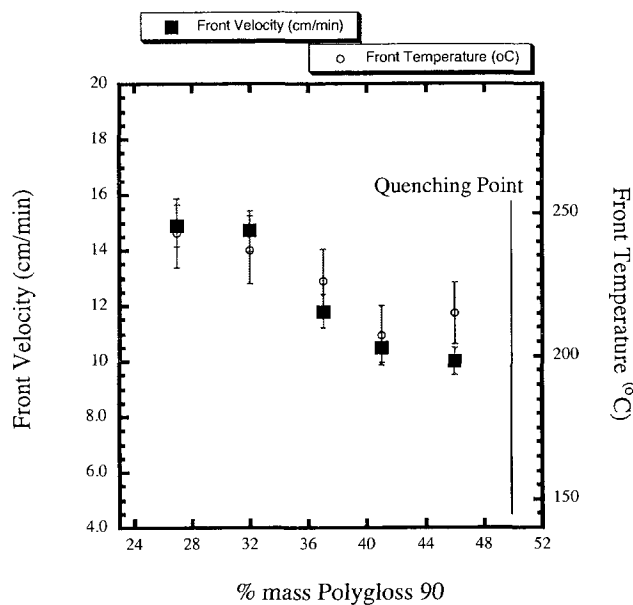 Front Velocity (cm/min)
Front Temperature (oC)
20
18
16
14
12
10
8.0
6.0
4.0
Front Velocity (cm/min)
Quenching Point
250
200
150
Front Temperature (°C)
24 28 32 36 40 44 48 52
% mass Polygloss 90